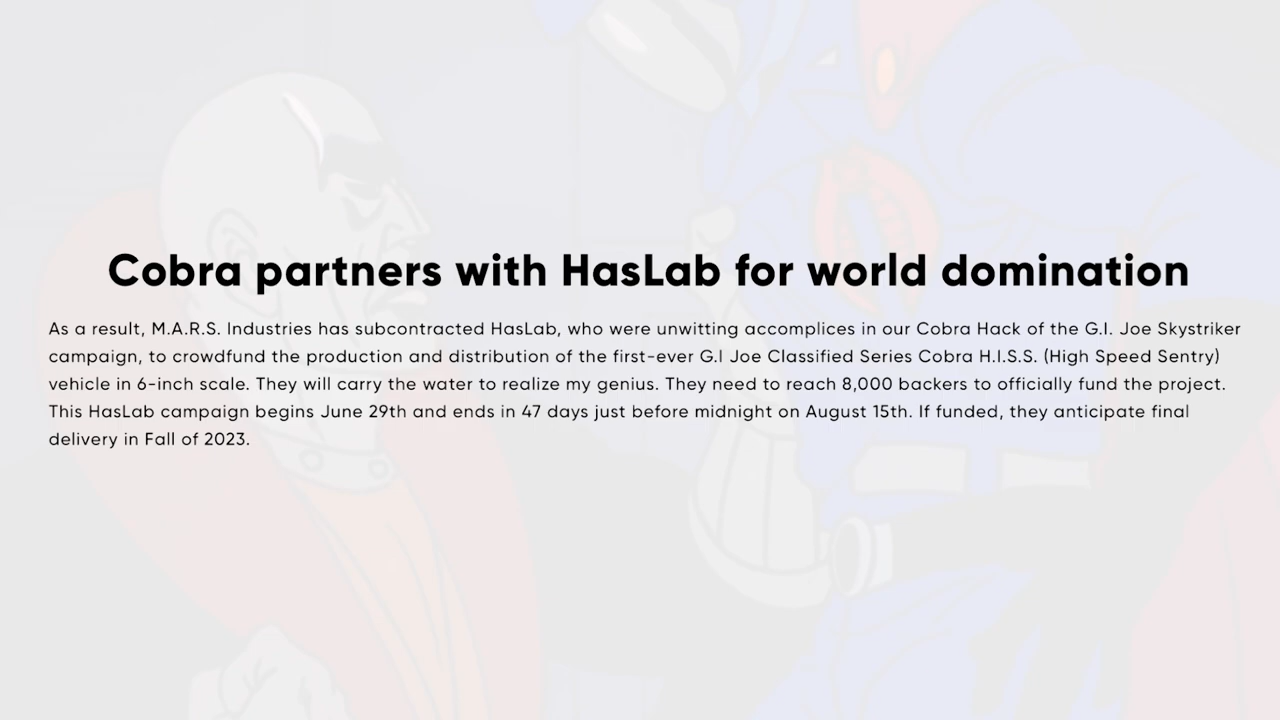 Cobra partners with HasLab for world domination
As a result, M.A.R.S. Industries has subcontracted HasLab, who were unwitting accomplices in our Cobra Hack of the G.I. Joe Skystriker
campaign, to crowdfund the production and distribution of the first-ever G.I Joe Classified Series Cobra H.I.S.S. (High Speed Sentry)
vehicle in 6-inch scale. They will carry the water to realize my genius. They need to reach 8,000 backers to officially fund the project.
This HasLab campaign begins June 29th and ends in 47 days just before midnight on August 15th. If funded, they anticipate final
delivery in Fall of 2023.